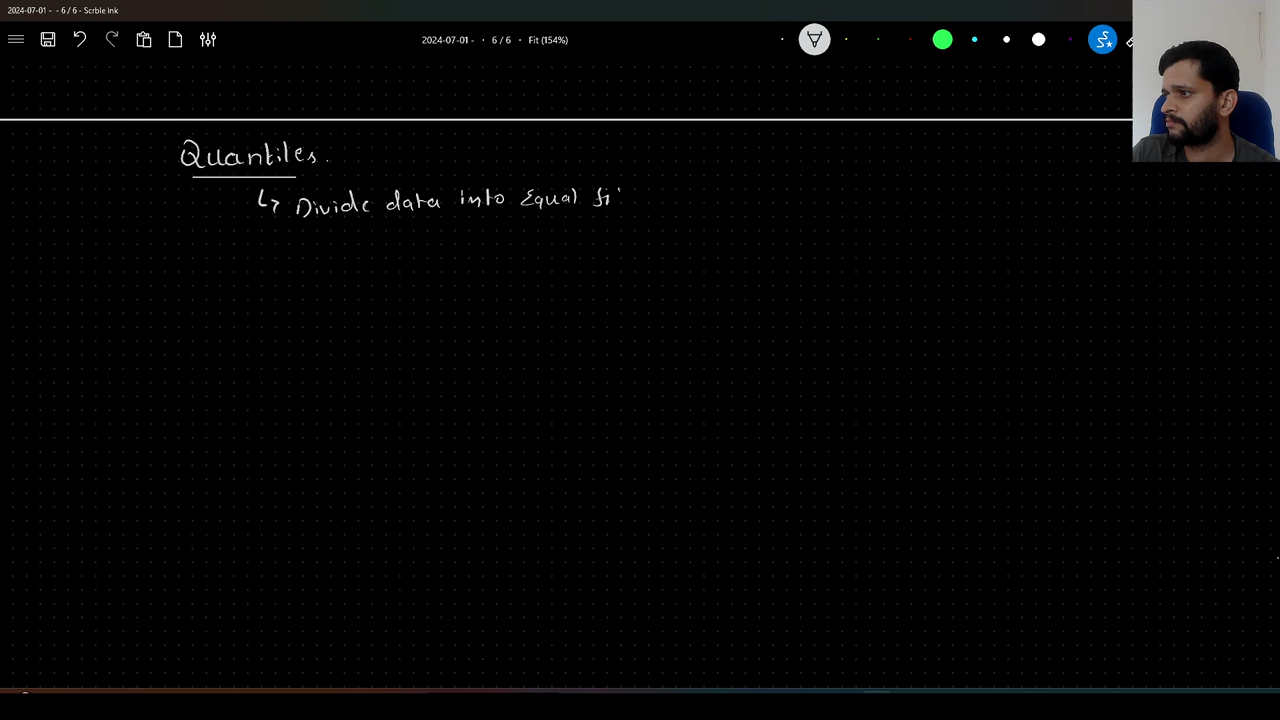 2024-07-01 - - 6 / 6 - Scrble Ink
2024-07-01 - • 6 / 6 • Fit (154%)
Quantiles.
↳ Divide data into Equal si